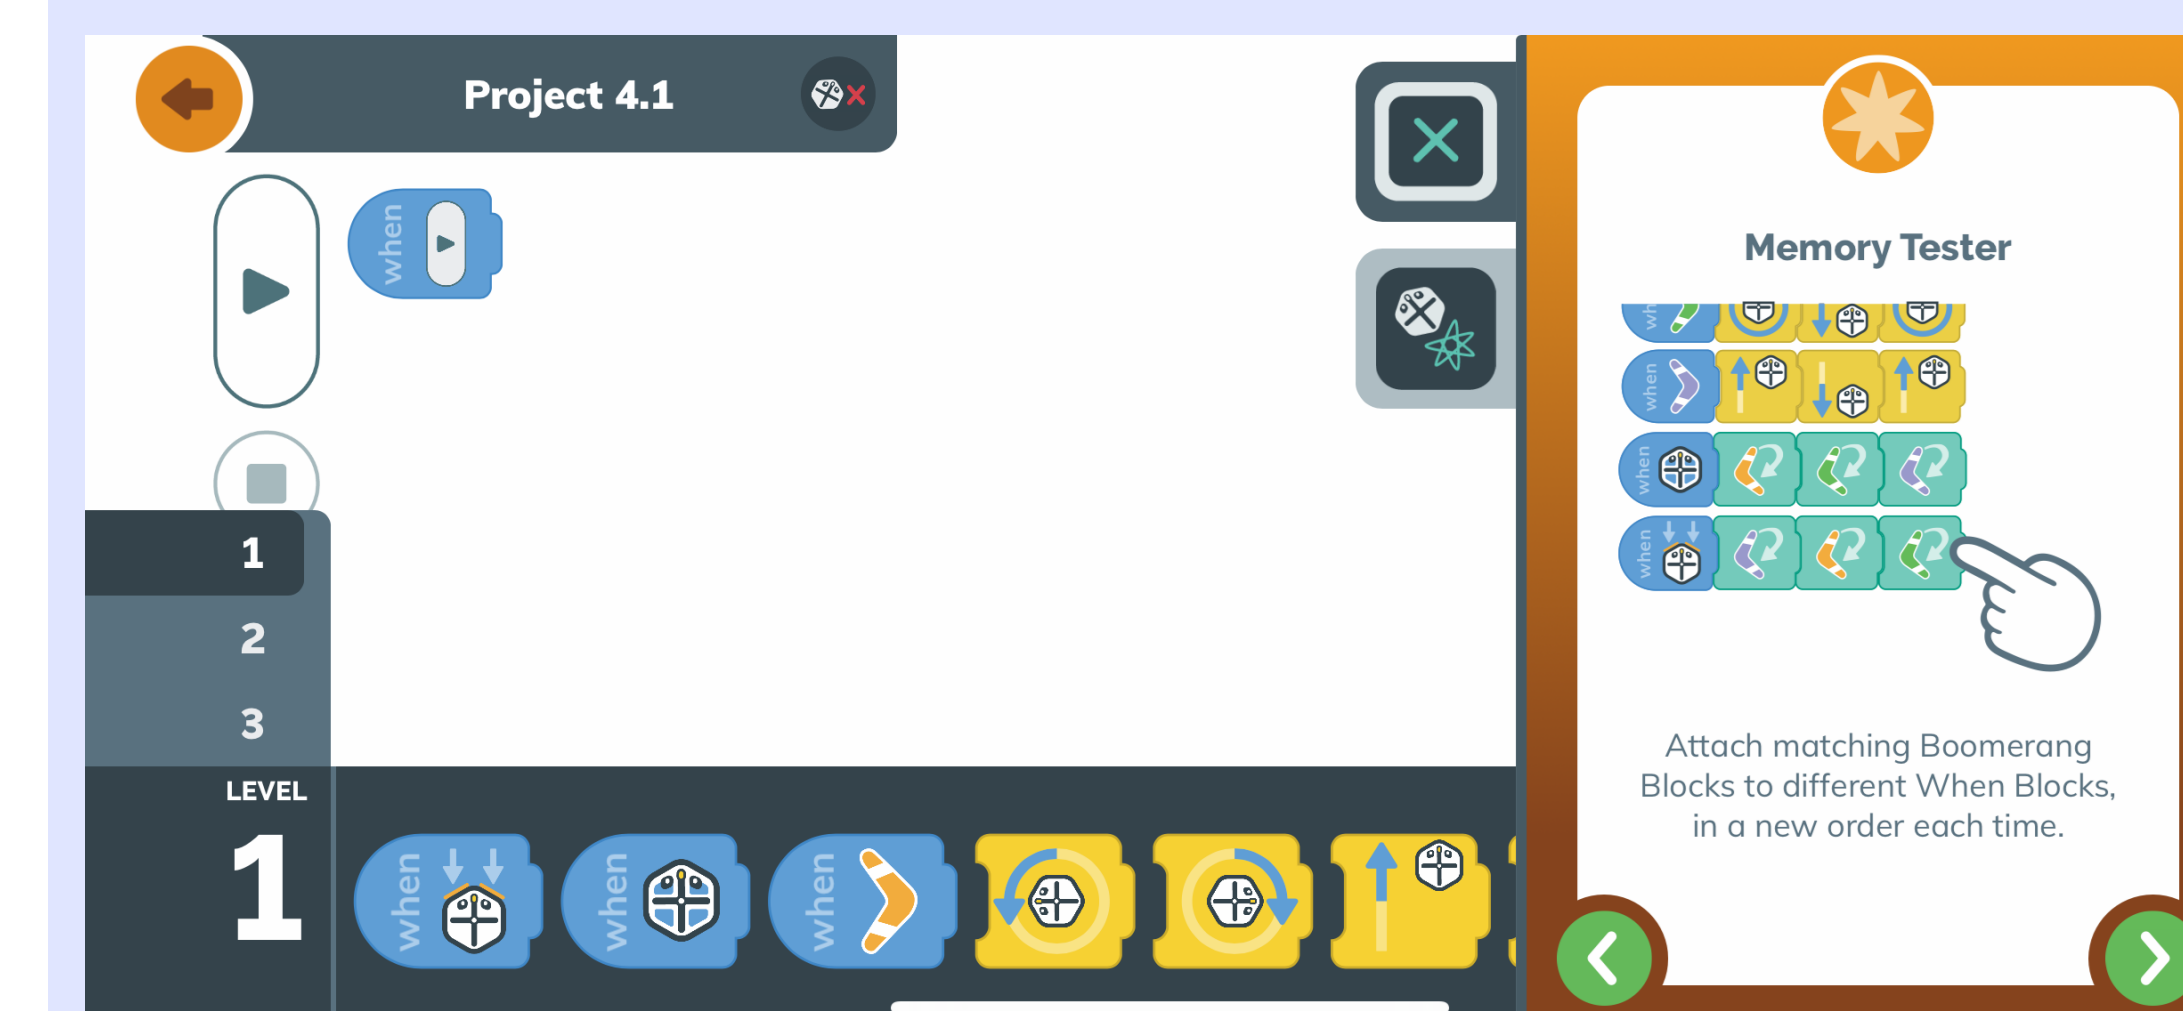 Project 4.1
when
1
2
3
LEVEL
1
when
when
when
Memory Tester
wh
when
when
when
Attach matching Boomerang
Blocks to different When Blocks,
in a new order each time.